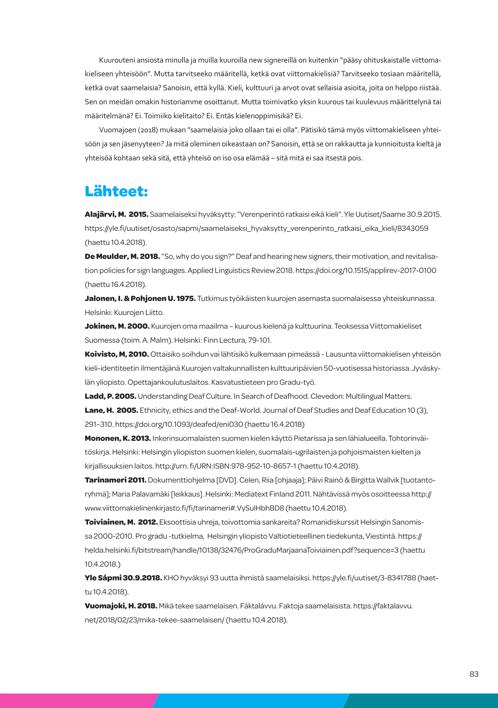 Kuurouteni ansiosta minulla ja muilla kuuroilla new signereillä on kuitenkin "pääsy ohituskaistalle viittoma-
kieliseen yhteisöön". Mutta tarvitseeko määritellä, ketkä ovat viittomakielisiä? Tarvitseeko tosiaan määritellä,
ketkä ovat saamelaisia? Sanoisin, että kyllä. Kieli, kulttuuri ja arvot ovat sellaisia asioita, joita on helppo riistää.
Sen on meidän omakin historiamme osoittanut. Mutta toimivatko yksin kuurous tai kuulevuus määrittelynä tai
määritelmänä? Ei. Toimiiko kielitaito? Ei. Entäs kielenoppimisikä? Ei.
Vuomajoen (2018) mukaan "saamelaisia joko ollaan tai ei olla". Pätisikö tämä myös viittomakieliseen yhtei-
söön ja sen jäsenyyteen? Ja mitä oleminen oikeastaan on? Sanoisin, että se on rakkautta ja kunnioitusta kieltä ja
yhteisöä kohtaan sekä sitä, että yhteisö on iso osa elämää – sitä mitä ei saa itsestä pois.
Lähteet:
Alajärvi, M. 2015. Saamelaiseksi hyväksytty: "Verenperintö ratkaisi eikä kieli". Yle Uutiset/Saame 30.9.2015.
https://yle.fi/uutiset/osasto/sapmi/saamelaiseksi_hyvaksytty_verenperinto_ratkaisi_eika_kieli/8343059
(haettu 10.4.2018).
De Meulder, M. 2018. "So, why do you sign?" Deaf and hearing new signers, their motivation, and revitalisa-
tion policies for sign languages. Applied Linguistics Review 2018. https://doi.org/10.1515/applirev-2017-0100
(haettu 16.4.2018).
Jalonen, I. & Pohjonen U. 1975. Tutkimus työikäisten kuurojen asemasta suomalaisessa yhteiskunnassa.
Helsinki: Kuurojen Liitto.
Jokinen, M. 2000. Kuurojen oma maailma – kuurous kielenä ja kulttuurina. Teoksessa Viittomakieliset
Suomessa (toim. A. Malm). Helsinki: Finn Lectura, 79-101.
Koivisto, M, 2010. Ottaisiko soihdun vai lähtisikö kulkemaan pimeässä - Lausunta viittomakielisen yhteisön
kieli-identiteetin ilmentäjänä Kuurojen valtakunnallisten kulttuuripäivien 50-vuotisessa historiassa. Jyväsky-
län yliopisto. Opettajankoulutuslaitos. Kasvatustieteen pro Gradu-työ.
Ladd, P. 2005. Understanding Deaf Culture. In Search of Deafhood. Clevedon: Multilingual Matters.
Lane, H. 2005. Ethnicity, ethics and the Deaf-World. Journal of Deaf Studies and Deaf Education 10 (3),
291–310. https://doi.org/10.1093/deafed/eni030 (haettu 16.4.2018)
Mononen, K. 2013. Inkerinsuomalaisten suomen kielen käyttö Pietarissa ja sen lähialueella. Tohtorinväi-
töskirja. Helsinki: Helsingin yliopiston suomen kielen, suomalais-ugrilaisten ja pohjoismaisten kielten ja
kirjallisuuksien laitos. http://urn. fi/URN:ISBN:978-952-10-8657-1 (haettu 10.4.2018).
Tarinameri 2011. Dokumenttiohjelma [DVD]. Celen, Riia [ohjaaja]; Päivi Rainò & Birgitta Wallvik [tuotanto-
ryhmä]; Maria Palavamäki [leikkaus]. Helsinki: Mediatext Finland 2011. Nähtävissä myös osoitteessa http://
www.viittomakielinenkirjasto.fi/fi/tarinameri#.VySulHbhBD8 (haettu 10.4.2018).
Toiviainen, M. 2012. Eksoottisia uhreja, toivottomia sankareita? Romanidiskurssit Helsingin Sanomis-
sa 2000-2010. Pro gradu -tutkielma, Helsingin yliopisto Valtiotieteellinen tiedekunta, Viestintä. https://
helda.helsinki.fi/bitstream/handle/10138/32476/ProGraduMarjaanaToiviainen.pdf?sequence=3 (haettu
10.4.2018.)
Yle Sápmi 30.9.2018. KHO hyväksyi 93 uutta ihmistä saamelaisiksi. https://yle.fi/uutiset/3-8341788 (haet-
tu 10.4.2018).
Vuomajoki, H. 2018. Mikä tekee saamelaisen. Fáktalávvu. Faktoja saamelaisista. https://faktalavvu.
net/2018/02/23/mika-tekee-saamelaisen/ (haettu 10.4.2018).
83